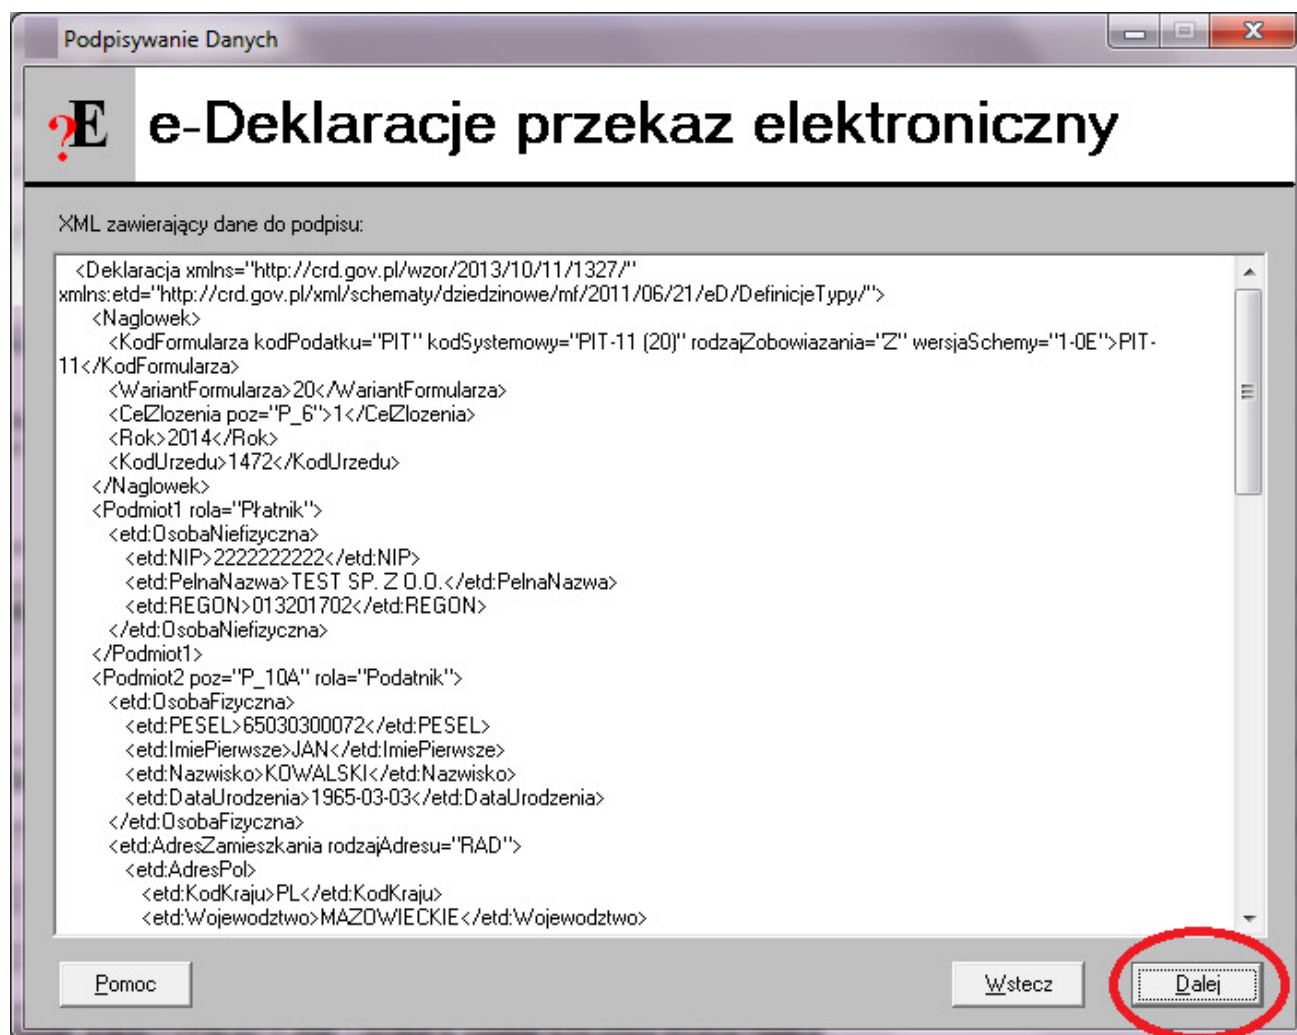 Podpisywanie Danych
?E e-Deklaracje przekaz elektroniczny
XML zawierający dane do podpisu:
<Deklaracja xmlns="http://crd.gov.pl/wzor/2013/10/11/1327/"
xmlns:etd="http://crd.gov.pl/xml/schematy/dziedzinowe/mf/2011/06/21/eD/DefinicjeTypy/">
<Naglowek>
<KodFormularza kodPodatku="PIT" kodSystemowy="PIT-11 (20)" rodzajZobowiazania="Z" wersjaSchemy="1-0E">PIT-
11</KodFormularza>
<WariantFormularza>20</WariantFormularza>
<CelZlozenia poz="P_6">1</CelZlozenia>
<Rok>2014</Rok>
<KodUrzedu>1472</KodUrzedu>
</Naglowek>
<Podmiot1 rola="Płatnik">
<etd:OsobaNiefizyczna>
<etd:NIP>2222222222</etd:NIP>
<etd:PelnaNazwa>TEST SP. Z O.O.</etd:PelnaNazwa>
<etd:REGON>013201702</etd:REGON>
</etd:OsobaNiefizyczna>
</Podmiot1>
<Podmiot2 poz="P_10A" rola="Podatnik">
<etd:OsobaFizyczna>
<etd:PESEL>65030300072</etd:PESEL>
<etd:ImiePierwsze>JAN</etd:ImiePierwsze>
<etd:Nazwisko>KOWALSKI</etd:Nazwisko>
<etd:DataUrodzenia>1965-03-03</etd:DataUrodzenia>
</etd:OsobaFizyczna>
<etd:AdresZamieszkania rodzajAdresu="RAD">
<etd:AdresPol>
<etd:KodKraju>PL</etd:KodKraju>
<etd:Wojewodztwo>MAZOWIECKIE</etd:Wojewodztwo>
Pomoc Wstecz Dalej